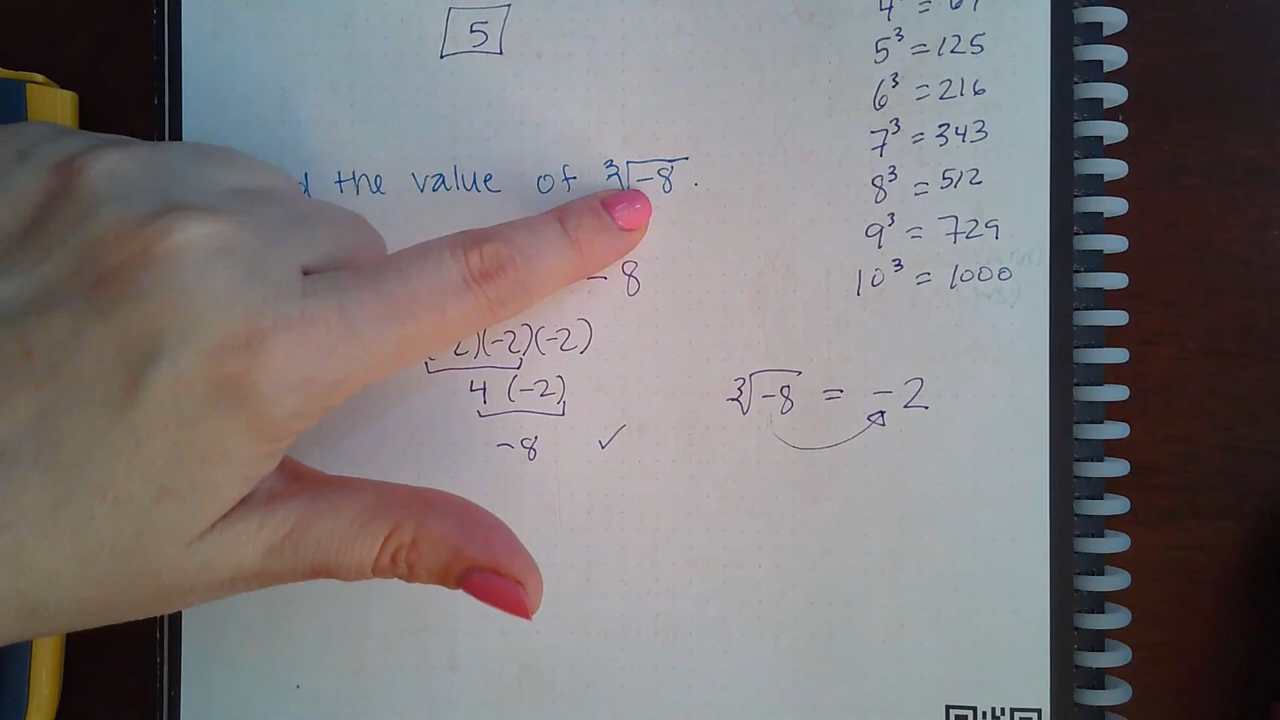 5
the value of ∛-8.
- 8
)(-2)(-2)
4 (-2)
-8 ✓
5³ = 125
6³ = 216
7³ = 343
8³ = 512
9³ = 729
10³ = 1000
∛-8 = -2